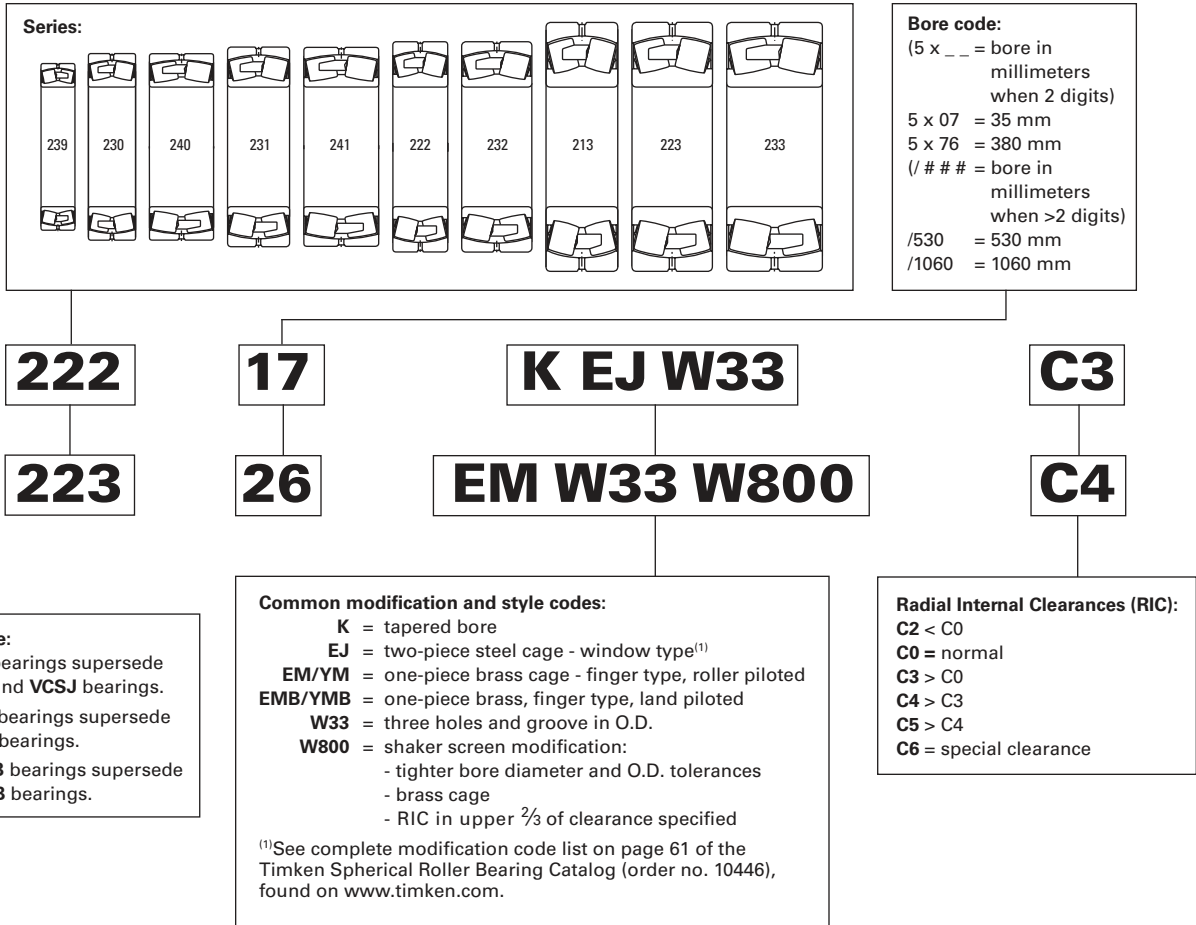 Series:
239 230 240 231 241 222 232 213 223 233
Bore code:
(5 x _ _ = bore in
millimeters
when 2 digits)
5 x 07 = 35 mm
5 x 76 = 380 mm
(/ # # # = bore in
millimeters
when >2 digits)
/530 = 530 mm
/1060 = 1060 mm
222 17 K EJ W33 C3
223 26 EM W33 W800 C4
bearings supersede
VCSJ bearings.
bearings supersede
bearings.
bearings supersede
bearings.
Common modification and style codes:
K = tapered bore
EJ = two-piece steel cage - window type(1)
EM/YM = one-piece brass cage - finger type, roller piloted
EMB/YMB = one-piece brass, finger type, land piloted
W33 = three holes and groove in O.D.
W800 = shaker screen modification:
- tighter bore diameter and O.D. tolerances
- brass cage
- RIC in upper 2/3 of clearance specified
(1)See complete modification code list on page 61 of the
Timken Spherical Roller Bearing Catalog (order no. 10446),
found on www.timken.com.
Radial Internal Clearances (RIC):
C2 < C0
C0 = normal
C3 > C0
C4 > C3
C5 > C4
C6 = special clearance